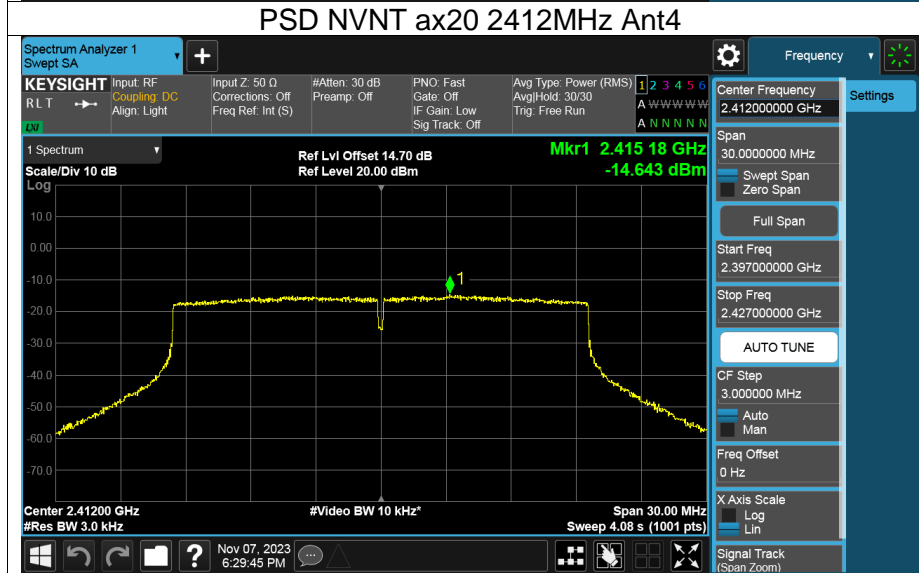 PSD NVNT ax20 2412MHz Ant4
Spectrum Analyzer 1
Swept SA
+
Frequency
KEYSIGHT
RLT
LXI
Input: RF
Coupling: DC
Align: Light
Input Z: 50 Ω
Corrections: Off
Freq Ref: Int (S)
#Atten: 30 dB
Preamp: Off
PNO: Fast
Gate: Off
IF Gain: Low
Sig Track: Off
Avg Type: Power (RMS)
Avg|Hold: 30/30
Trig: Free Run
1 2 3 4 5 6
A W W W W W
A N N N N N
Center Frequency
2.412000000 GHz
Settings
1 Spectrum
Scale/Div 10 dB
Log
Ref Lvl Offset 14.70 dB
Ref Level 20.00 dBm
Mkr1 2.415 18 GHz
-14.643 dBm
Span
30.0000000 MHz
Swept Span
Zero Span
Full Span
Start Freq
2.397000000 GHz
Stop Freq
2.427000000 GHz
AUTO TUNE
CF Step
3.000000 MHz
Auto
Man
Freq Offset
0 Hz
X Axis Scale
Log
Lin
Signal Track
(Span Zoom)
10.0
0.00
-10.0
-20.0
-30.0
-40.0
-50.0
-60.0
-70.0
1
Center 2.41200 GHz
#Res BW 3.0 kHz
#Video BW 10 kHz*
Span 30.00 MHz
Sweep 4.08 s (1001 pts)
?
Nov 07, 2023
6:29:45 PM